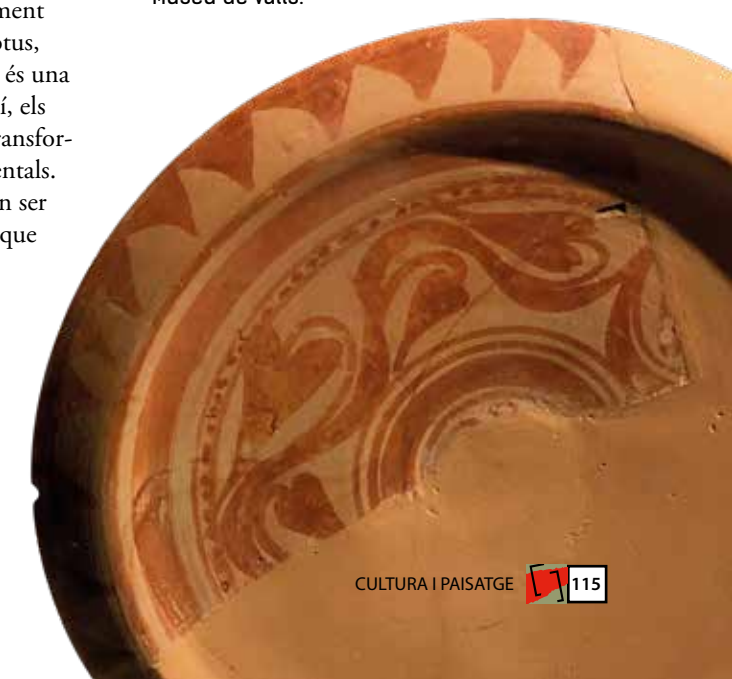 Museu de Valls.
ment
otus,
és una
í, els
ransfor-
entals.
n ser
que
CULTURA I PAISATGE 115